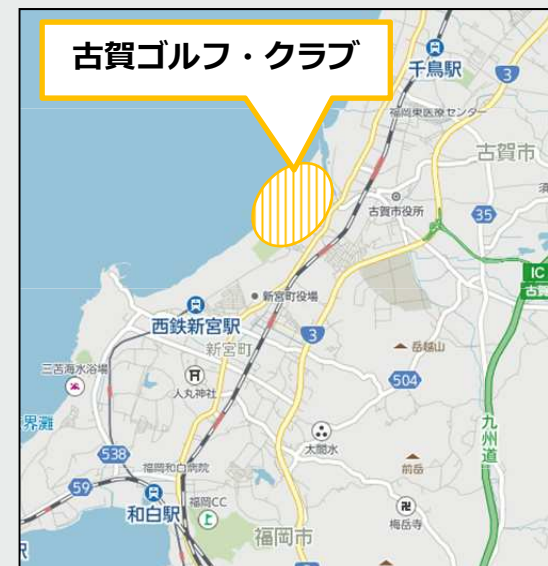 古賀ゴルフ・クラブ
千鳥駅
3
福岡東医療センター
古賀市
古賀市役所
35
IC
古賀
新宮町役場
西鉄新宮駅
新宮町
3
岳越山
三苫海水浴場
504
人丸神社
界灘
太閤水
九州道
538
前岳
福岡和白病院
59
福岡CC
和白駅
梅岳寺
福岡市
駅
3